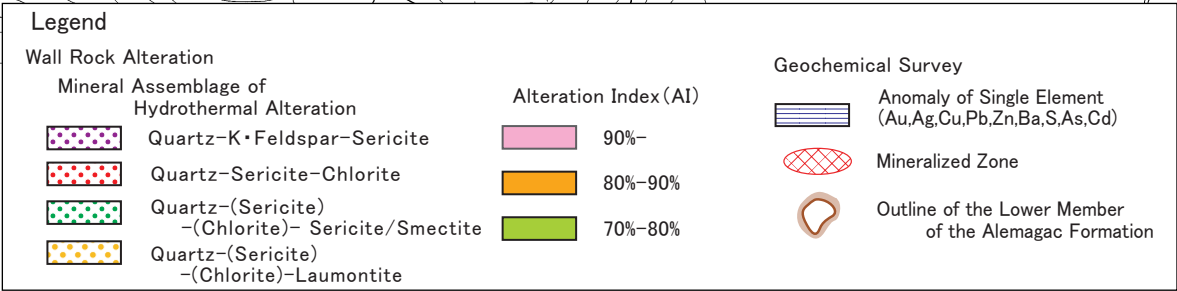 Legend
Wall Rock Alteration
Mineral Assemblage of
Hydrothermal Alteration
Quartz-K・Feldspar-Sericite
Quartz-Sericite-Chlorite
Quartz-(Sericite)
-(Chlorite)- Sericite/Smectite
Quartz-(Sericite)
-(Chlorite)-Laumontite
Alteration Index(AI)
90%-
80%-90%
70%-80%
Geochemical Survey
Anomaly of Single Element
(Au,Ag,Cu,Pb,Zn,Ba,S,As,Cd)
Mineralized Zone
Outline of the Lower Member
of the Alemagac Formation